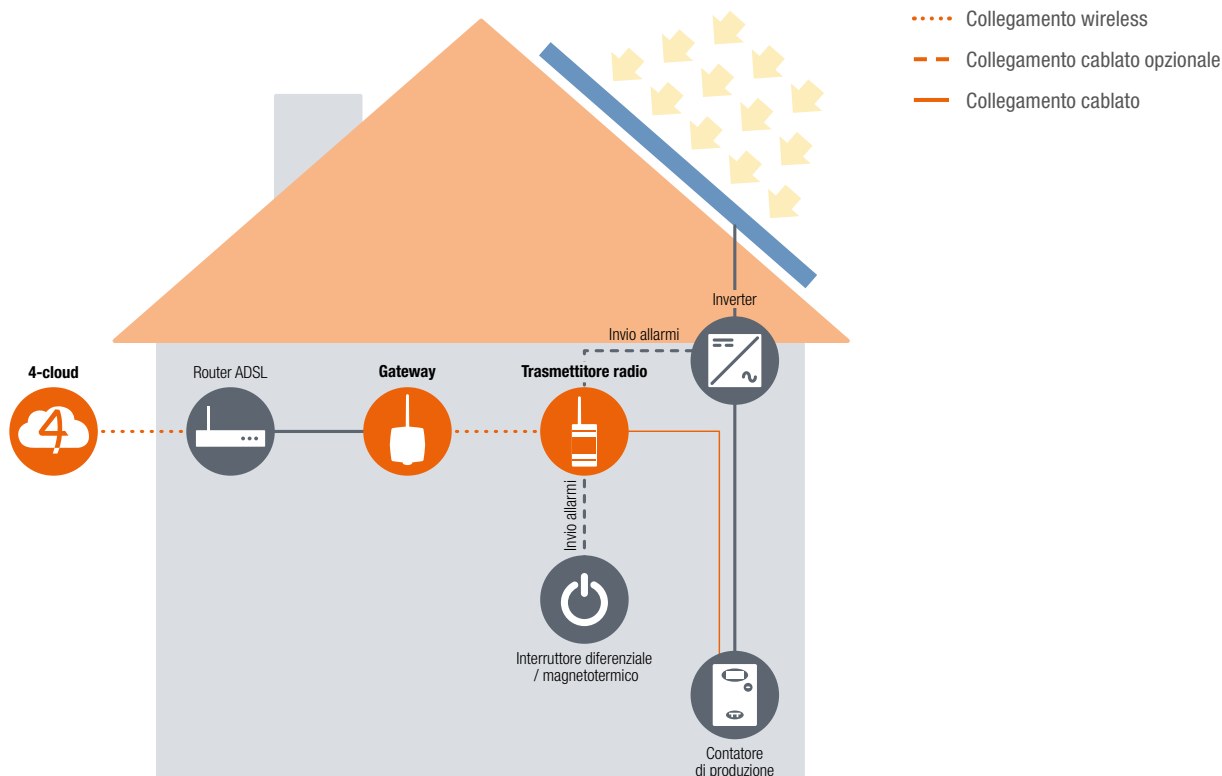 Collegamento wireless
Collegamento cablato opzionale
Collegamento cablato
Inverter
Invio allarmi
4-cloud
Router ADSL
Gateway
Trasmettitore radio
4
Invio allarmi
Interruttore diferenziale
/ magnetotermico
Contatore
di produzione